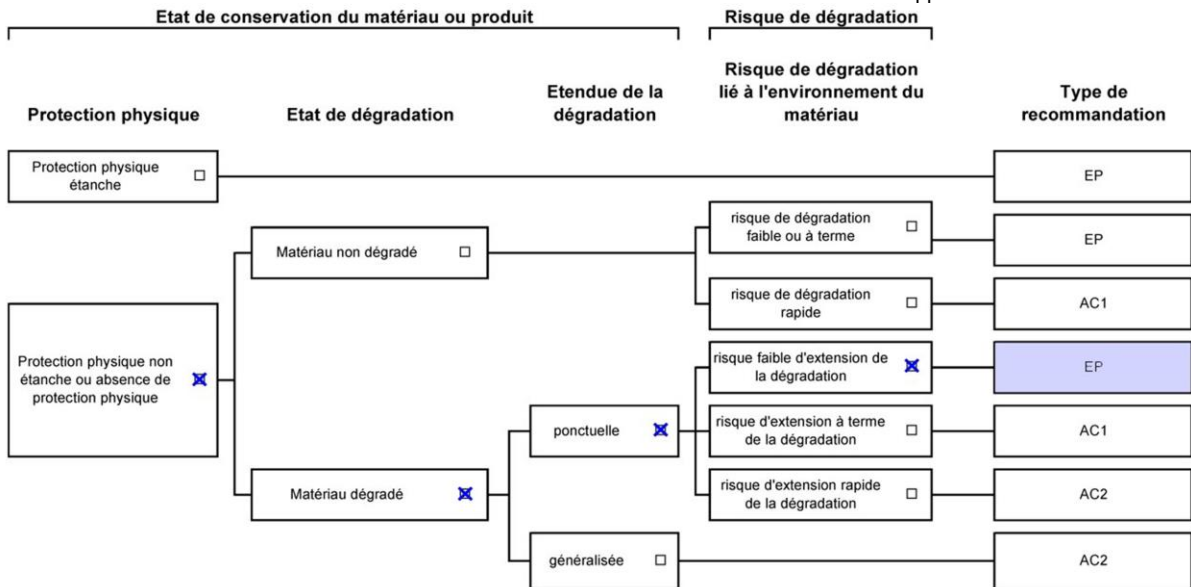 Etat de conservation du matériau ou produit
Risque de dégradation
Protection physique
Etat de dégradation
Etendue de la
dégradation
Risque de dégradation
lié à l'environnement du
matériau
Type de
recommandation
Protection physique
étanche
EP
Matériau non dégradé
risque de dégradation
faible ou à terme
EP
risque de dégradation
rapide
AC1
Protection physique non
étanche ou absence de
protection physique
risque faible d'extension de
la dégradation
EP
ponctuelle
risque d'extension à terme
de la dégradation
AC1
Matériau dégradé
risque d'extension rapide
de la dégradation
AC2
généralisée
AC2